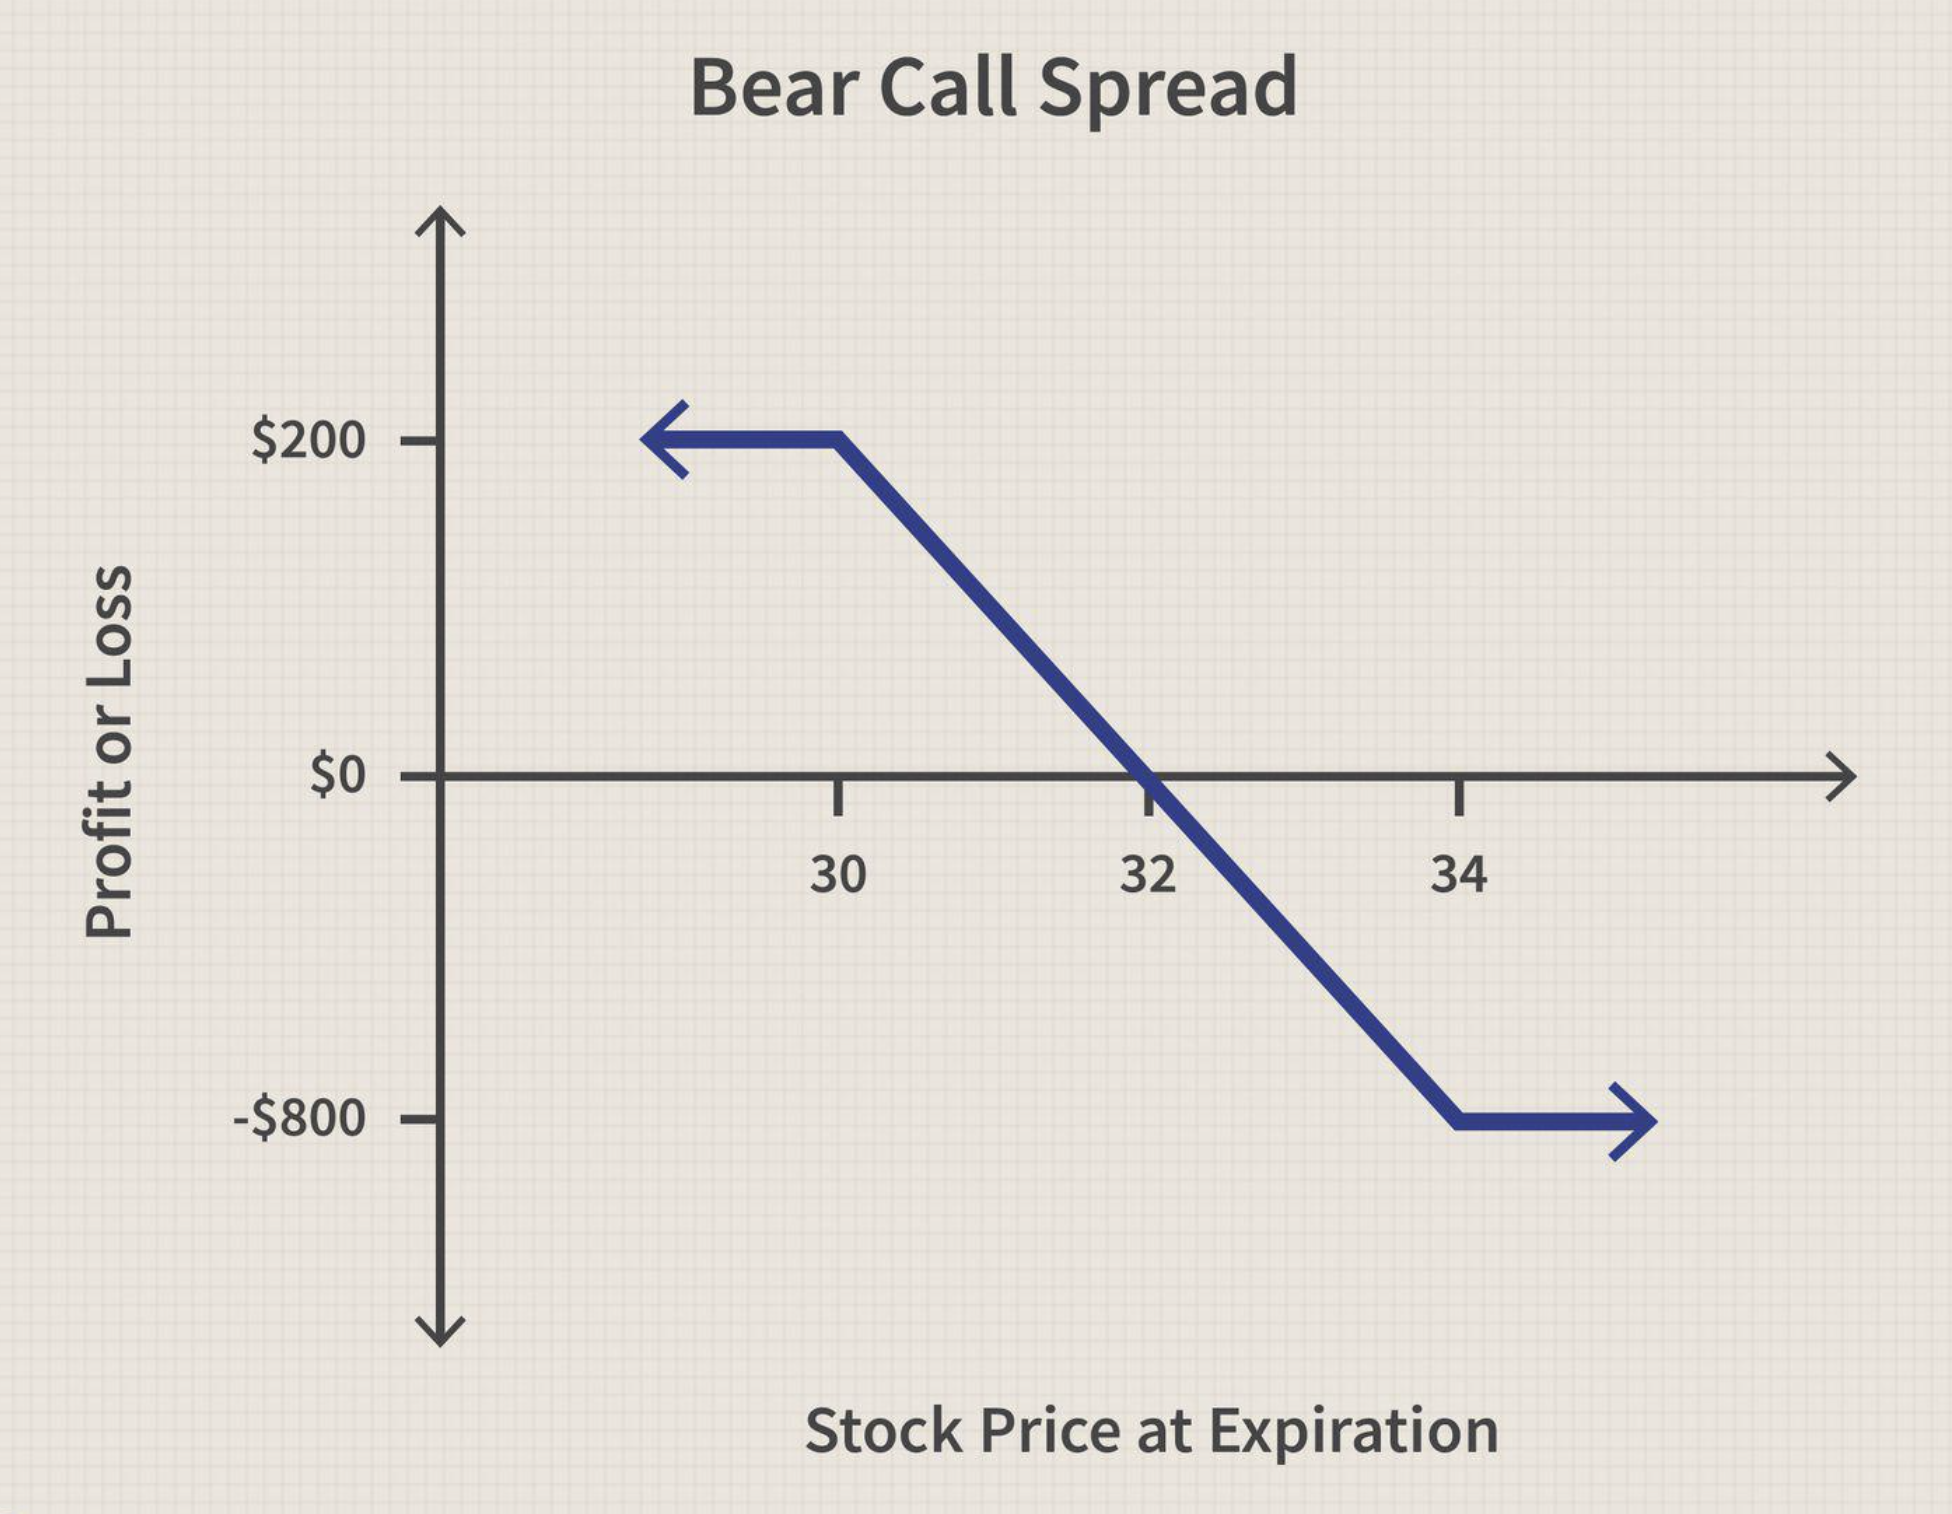 Bear Call Spread
$200
Profit or Loss
$0
30
32
34
-$800
Stock Price at Expiration